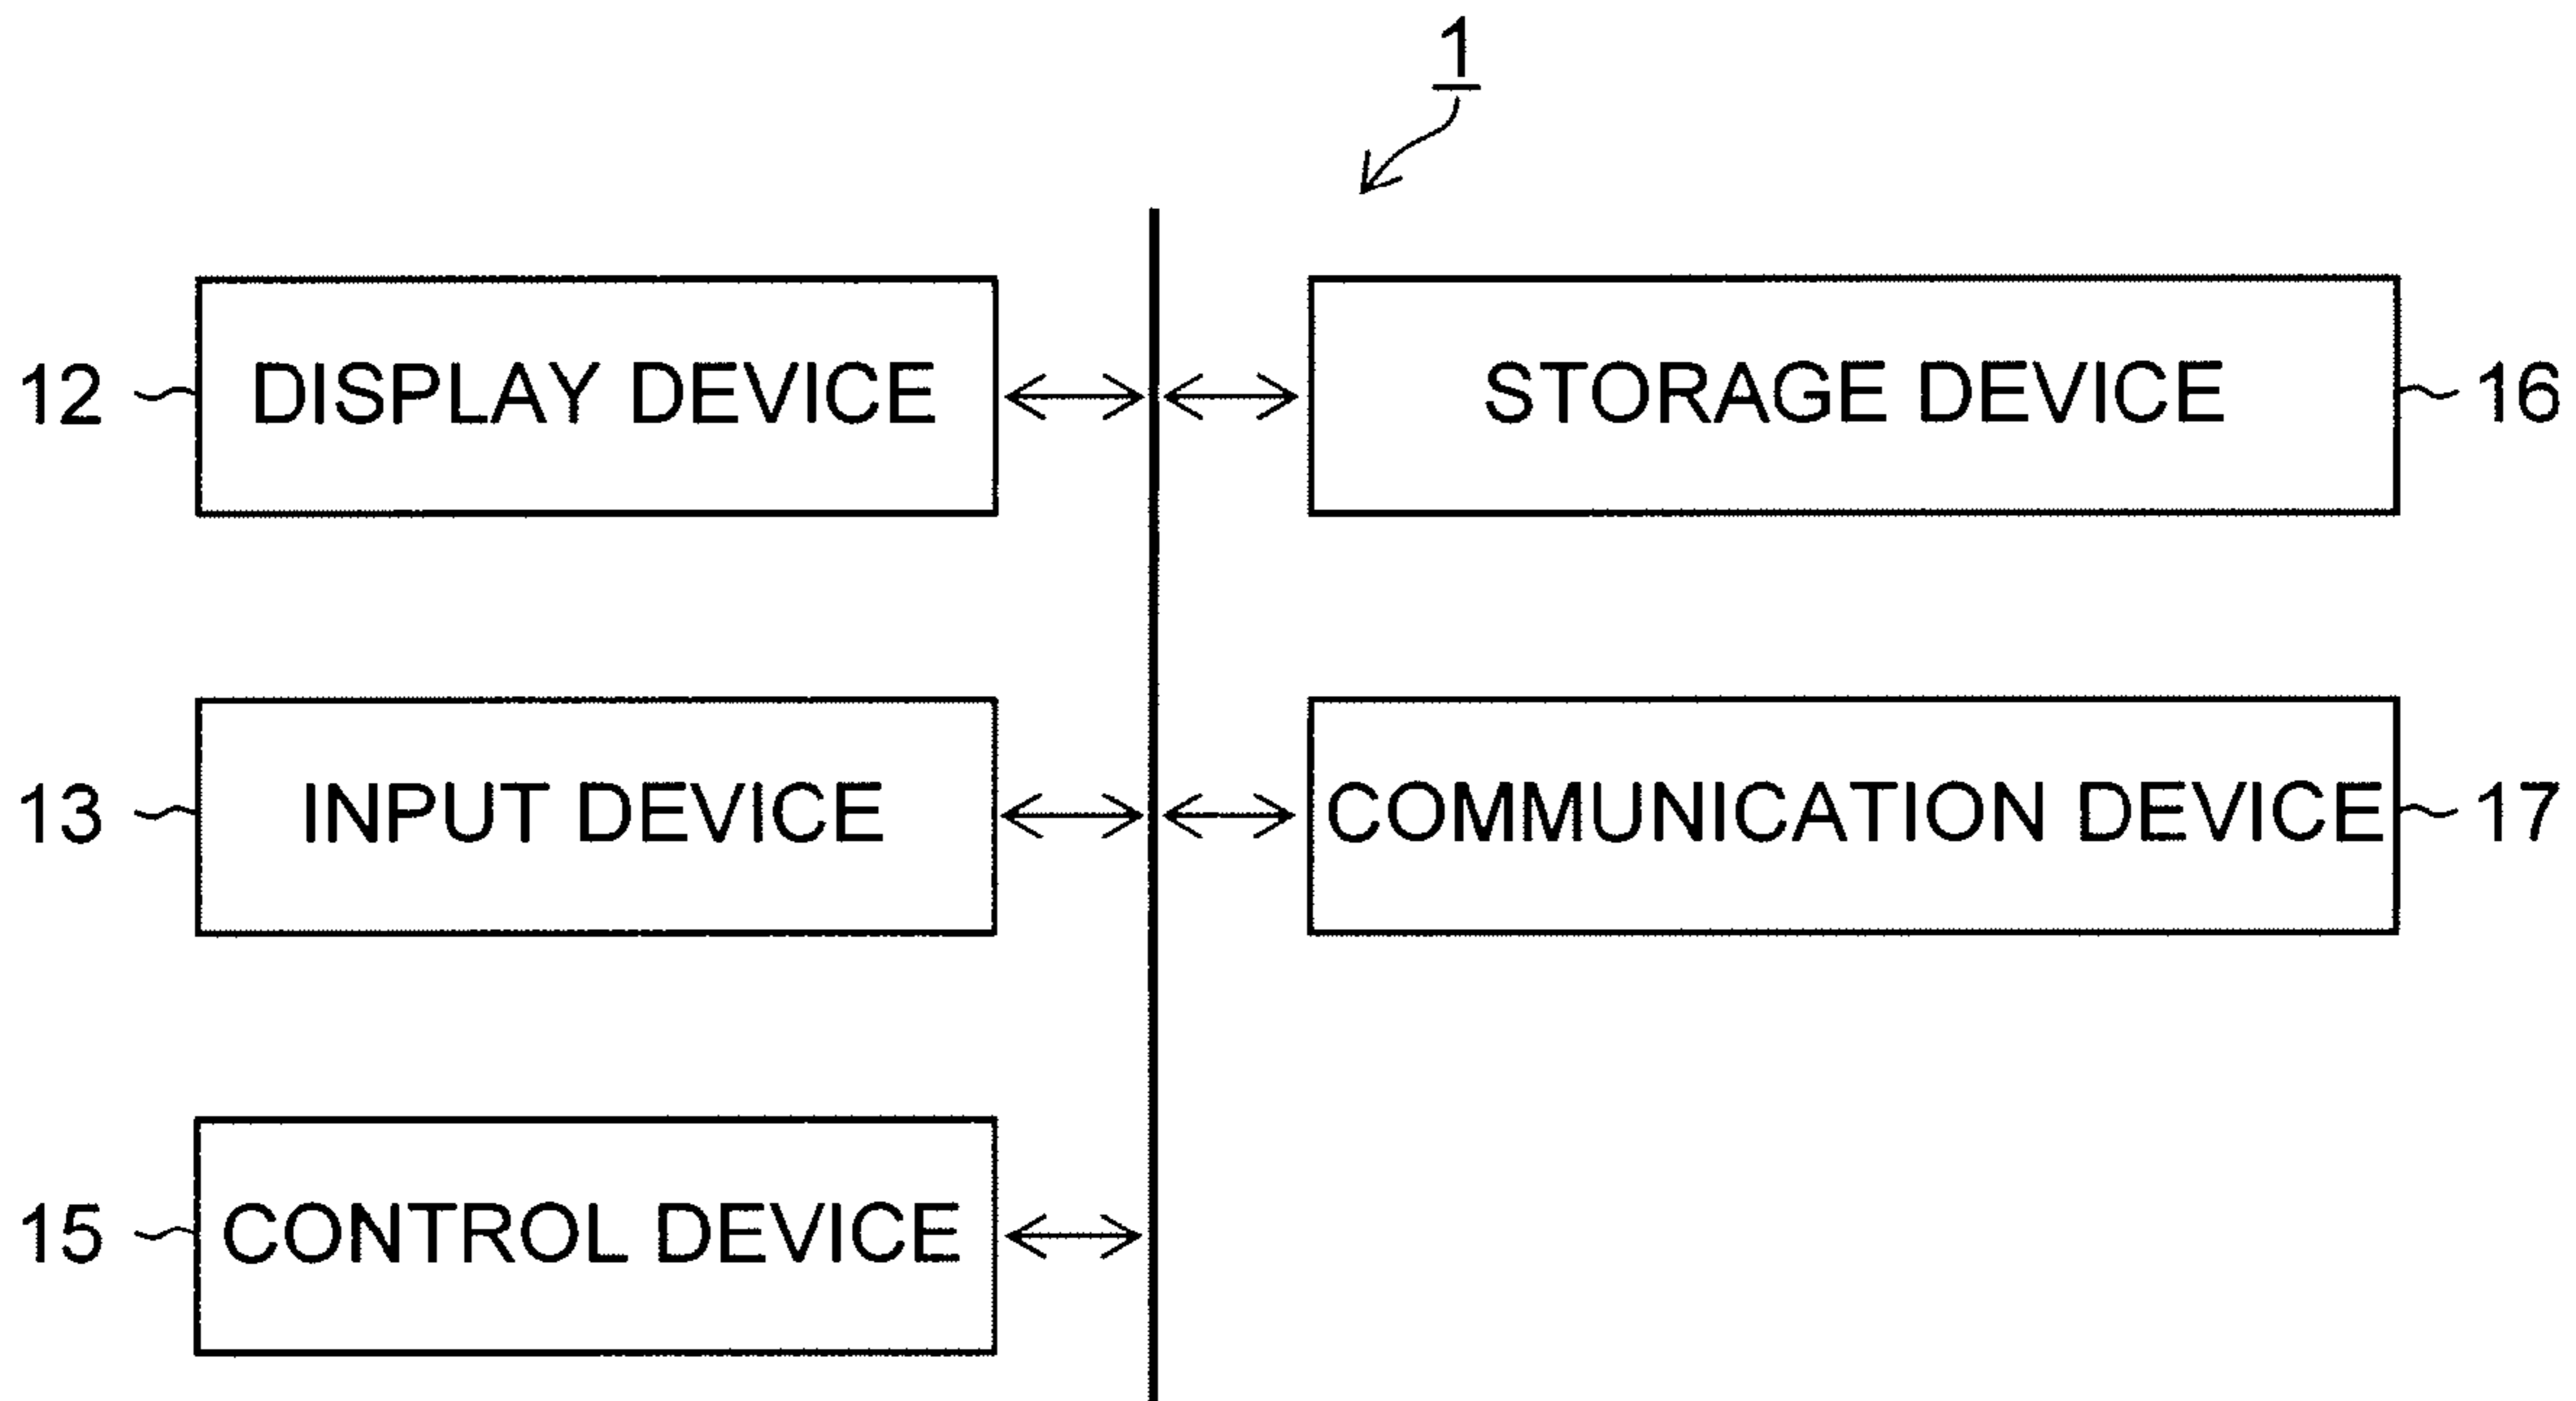 1
12 DISPLAY DEVICE STORAGE DEVICE 16
13 INPUT DEVICE COMMUNICATION DEVICE 17
15 CONTROL DEVICE